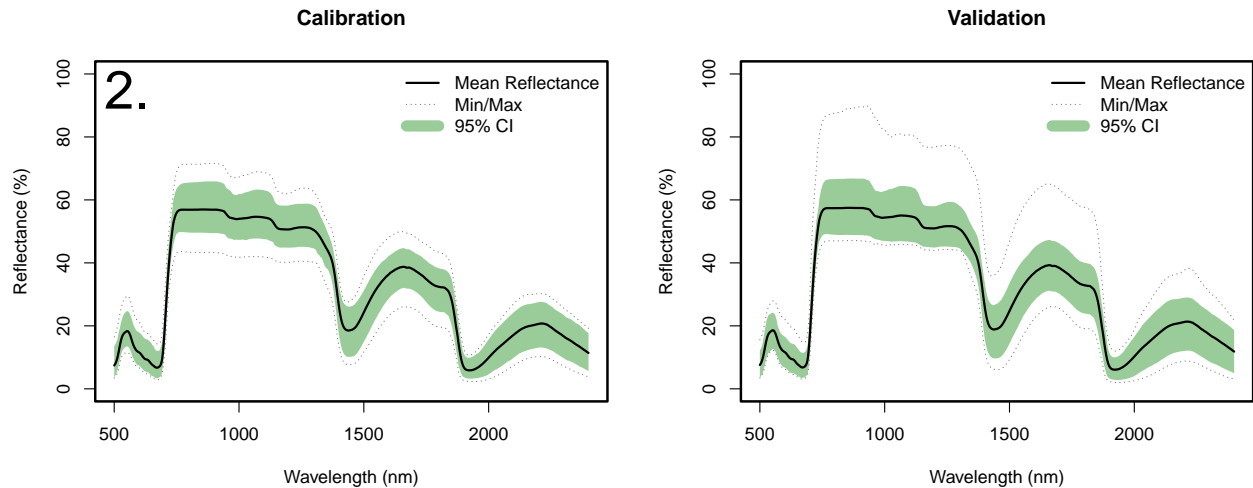 Calibration
2.
Mean Reflectance
Min/Max
95% CI
Reflectance (%)
100
80
60
40
20
0
500
1000
1500
2000
Wavelength (nm)
Validation
Mean Reflectance
Min/Max
95% CI
Reflectance (%)
100
80
60
40
20
0
500
1000
1500
2000
Wavelength (nm)